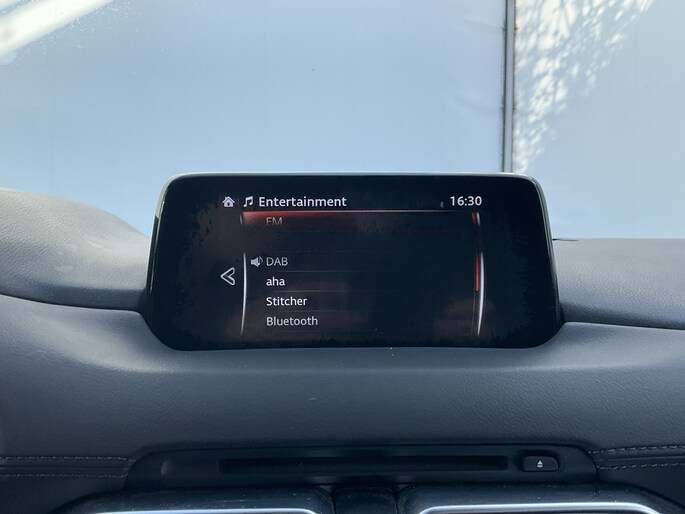 Entertainment 16:30
FM
DAB
aha
Stitcher
Bluetooth